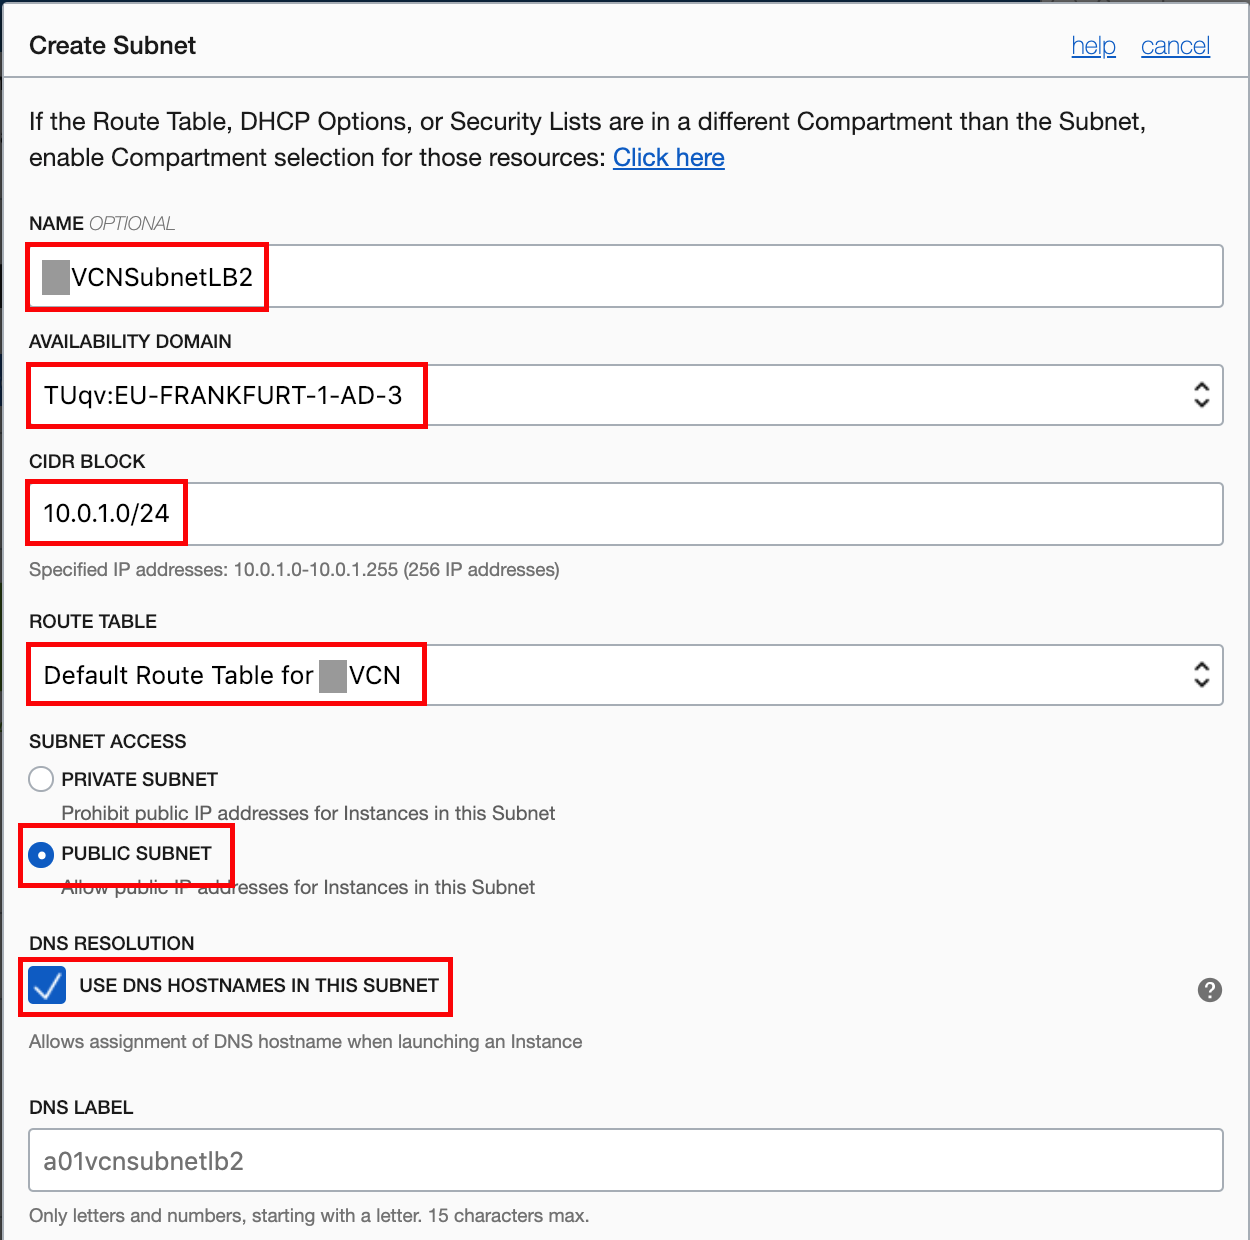 Create Subnet help cancel
If the Route Table, DHCP Options, or Security Lists are in a different Compartment than the Subnet,
enable Compartment selection for those resources: Click here
NAME OPTIONAL
VCNSubnetLB2
AVAILABILITY DOMAIN
TUqv:EU-FRANKFURT-1-AD-3
CIDR BLOCK
10.0.1.0/24
Specified IP addresses: 10.0.1.0-10.0.1.255 (256 IP addresses)
ROUTE TABLE
Default Route Table for VCN
SUBNET ACCESS
PRIVATE SUBNET
Prohibit public IP addresses for Instances in this Subnet
PUBLIC SUBNET
Allow public IP addresses for Instances in this Subnet
DNS RESOLUTION
USE DNS HOSTNAMES IN THIS SUBNET
?
Allows assignment of DNS hostname when launching an Instance
DNS LABEL
a01vcnsubnetlb2
Only letters and numbers, starting with a letter. 15 characters max.